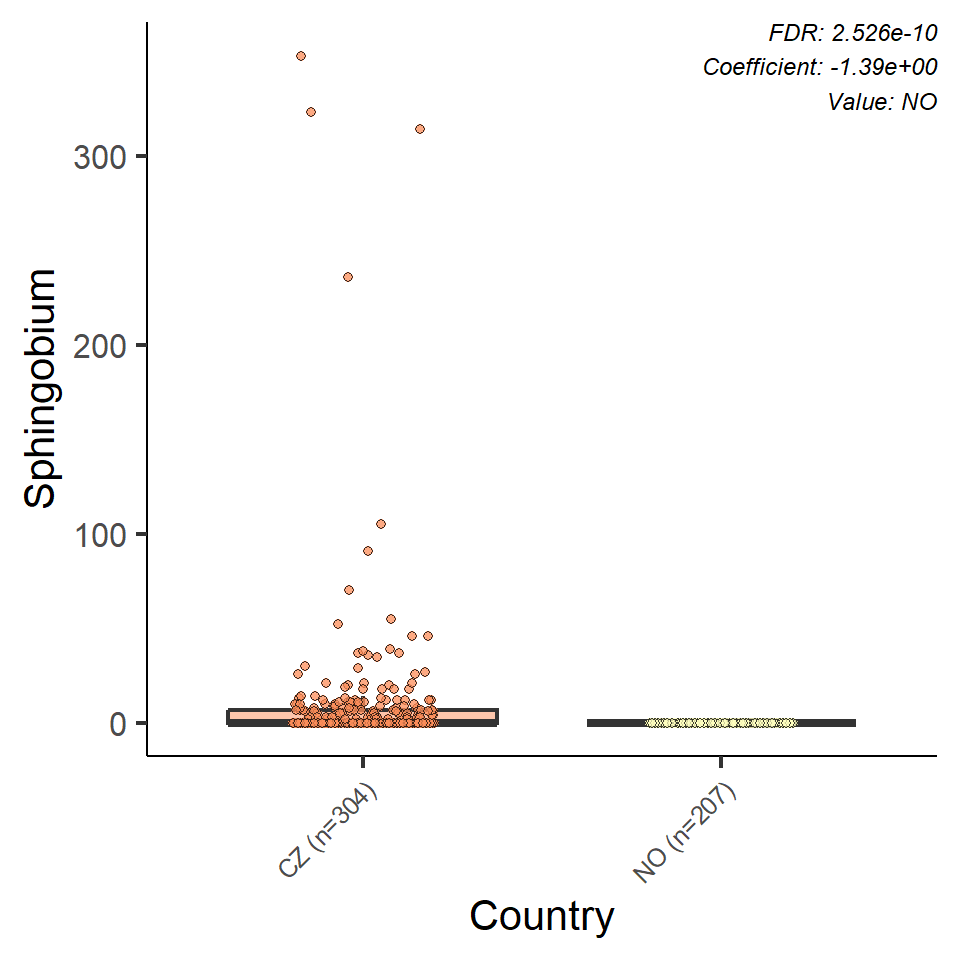 FDR: 2.526e-10
Coefficient: -1.39e+00
Value: NO
Sphingobium
300
200
100
0
CZ (n=304)
NO (n=207)
Country